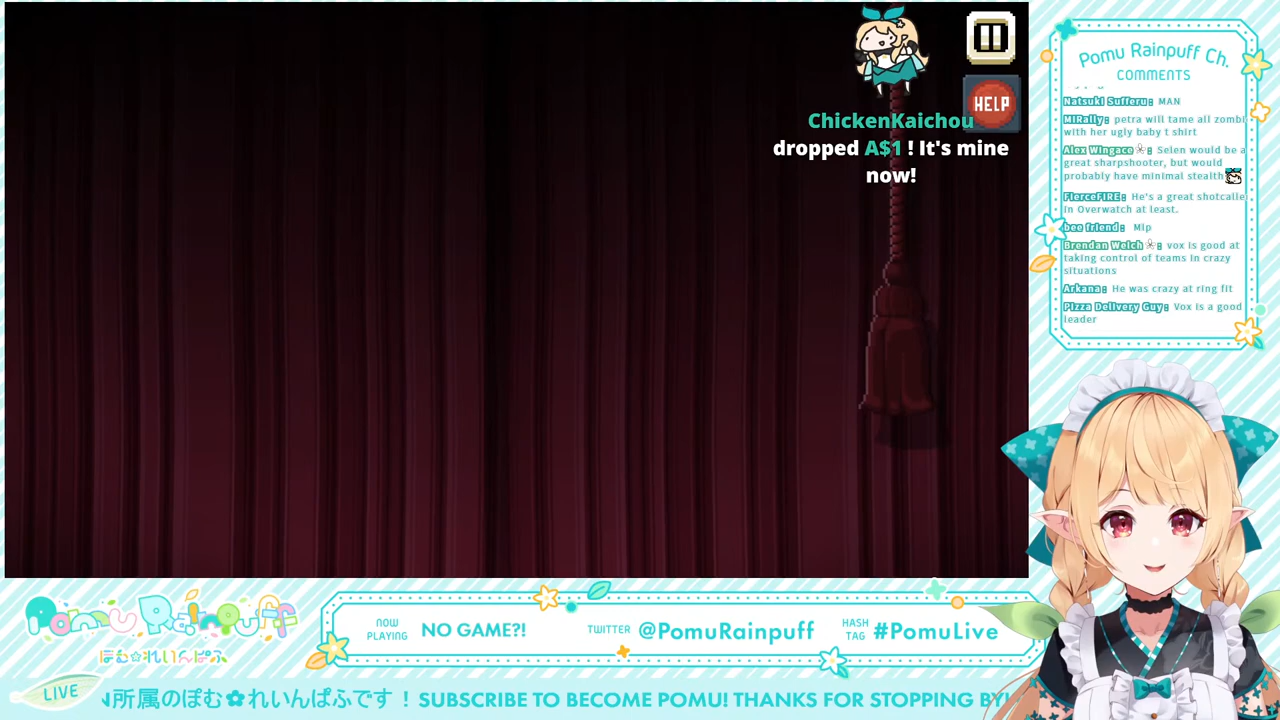 HELP
ChickenKaichou
dropped A$1 ! It's mine
now!
Pomu Rainpuff Ch.
COMMENTS
Natsuki Sufferu: MAN
MiRally: petra will tame all zombi
with her ugly baby t shirt
Alex Wingace: Selen would be a
great sharpshooter, but would
probably have minimal stealth
FierceFIRE: He's a great shotcalle
in Overwatch at least.
bee friend: Mip
Brendan Welch: vox is good at
taking control of teams in crazy
situations
Arkana: He was crazy at ring fit
Pizza Delivery Guy: Vox is a good
leader
Pomu Rainpuff
ぽむ☆れいんぱふ
NOW
PLAYING
NO GAME?!
TWITTER @PomuRainpuff
HASH
TAG
#PomuLive
LIVE
所属のぽむ✿れいんぱふです！SUBSCRIBE TO BECOME POMU! THANKS FOR STOPPING BY!